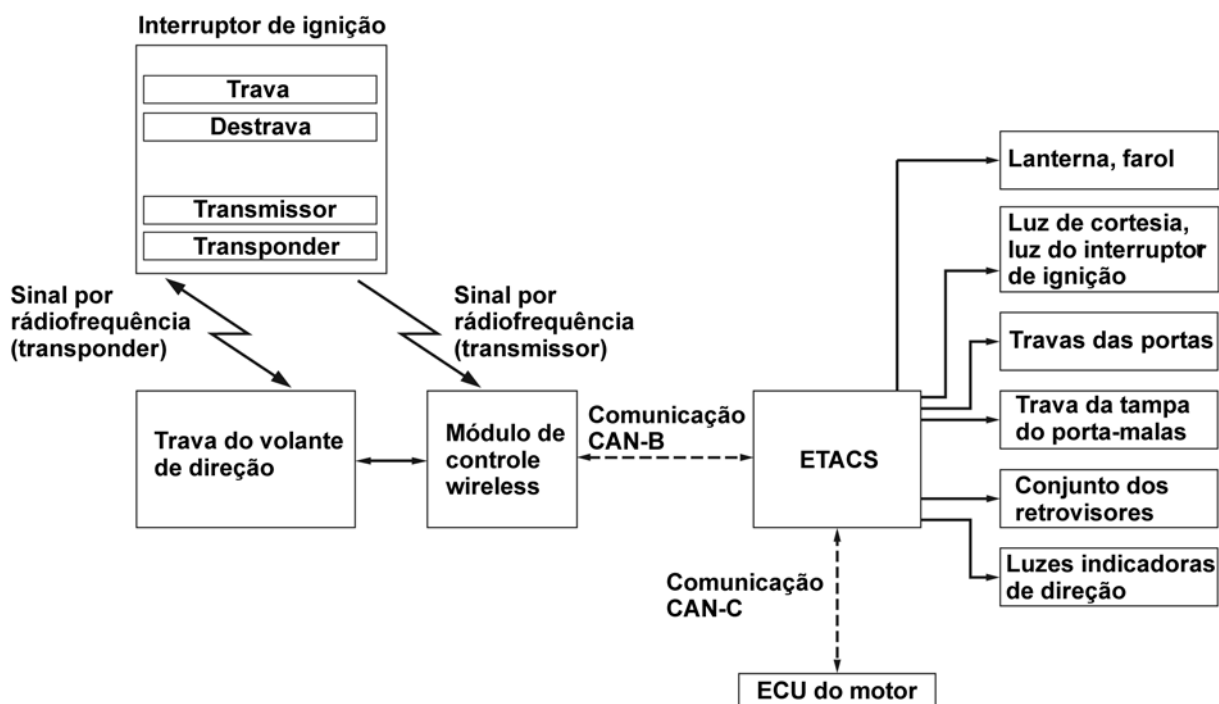 Interruptor de ignição
Trava
Destrava
Transmissor
Transponder
Sinal por
rádiofrequência
(transponder)
Sinal por
rádiofrequência
(transmissor)
Trava do volante
de direção
Módulo de
controle
wireless
Comunicação
CAN-B
ETACS
Comunicação
CAN-C
ECU do motor
Lanterna, farol
Luz de cortesia,
luz do interruptor
de ignição
Travas das portas
Trava da tampa
do porta-malas
Conjunto dos
retrovisores
Luzes indicadoras
de direção